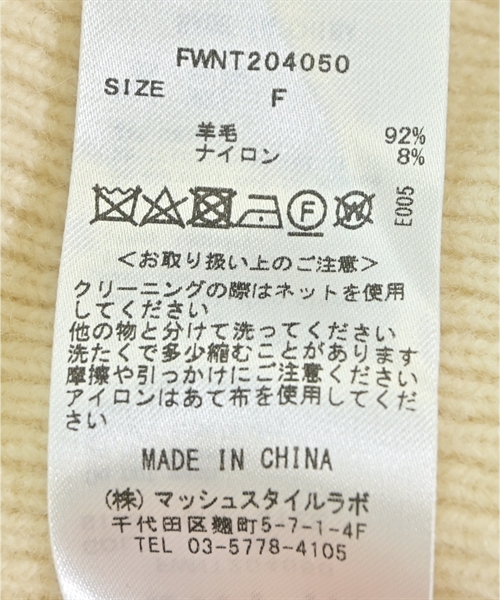 FWNT204050
SIZE F
羊毛 92%
ナイロン 8%
F W E005
<お取り扱い上のご注意>
クリーニングの際はネットを使用
してください
他の物と分けて洗ってください
洗たくで多少縮むことがあります
摩擦や引っかけにご注意ください
アイロンはあて布を使用してくだ
さい
MADE IN CHINA
(株) マッシュスタイルラボ
千代田区麹町5-7-1-4F
TEL 03-5778-4105